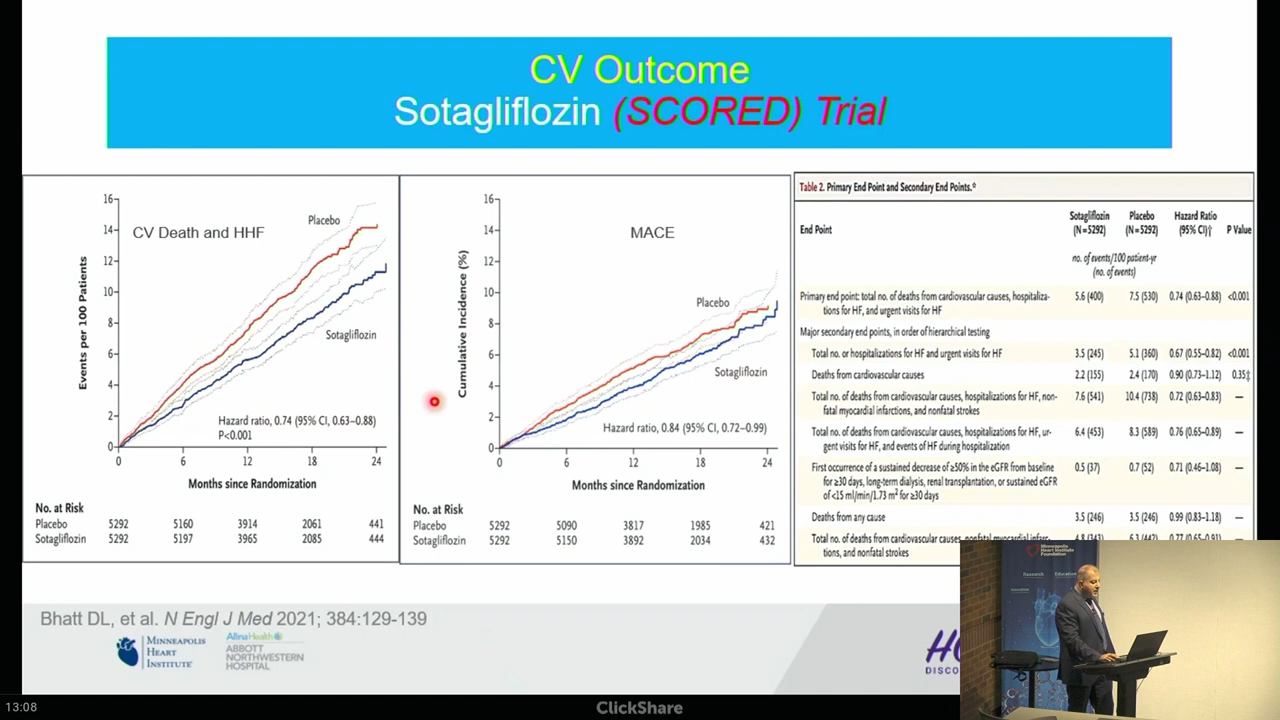 CV Outcome
Sotagliflozin (SCORED) Trial
CV Death and HHF
Placebo
Sotagliflozin
Events per 100 Patients
16
14
12
10
8
6
4
2
0
Hazard ratio, 0.74 (95% CI, 0.63–0.88)
P<0.001
0 6 12 18 24
Months since Randomization
No. at Risk
Placebo 5292 5160 3914 2061 441
Sotagliflozin 5292 5197 3965 2085 444
MACE
Placebo
Sotagliflozin
Cumulative Incidence (%)
16
14
12
10
8
6
4
2
0
Hazard ratio, 0.84 (95% CI, 0.72–0.99)
0 6 12 18 24
Months since Randomization
No. at Risk
Placebo 5292 5090 3817 1985 421
Sotagliflozin 5292 5150 3892 2034 432
Table 2. Primary End Point and Secondary End Points.*
End Point Sotagliflozin (N=5292) Placebo (N=5292) Hazard Ratio (95% CI)† P Value
no. of events/100 patient-yr
(no. of events)
Primary end point: total no. of deaths from cardiovascular causes, hospitaliza- 5.6 (400) 7.5 (530) 0.74 (0.63–0.88) <0.001
tions for HF, and urgent visits for HF
Major secondary end points, in order of hierarchical testing
Total no. or hospitalizations for HF and urgent visits for HF 3.5 (245) 5.1 (360) 0.67 (0.55–0.82) <0.001
Deaths from cardiovascular causes 2.2 (155) 2.4 (170) 0.90 (0.73–1.12) 0.35‡
Total no. of deaths from cardiovascular causes, hospitalizations for HF, non- 7.6 (541) 10.4 (738) 0.72 (0.63–0.83) —
fatal myocardial infarctions, and nonfatal strokes
Total no. of deaths from cardiovascular causes, hospitalizations for HF, ur- 6.4 (453) 8.3 (589) 0.76 (0.65–0.89) —
gent visits for HF, and events of HF during hospitalization
First occurrence of a sustained decrease of ≥50% in the eGFR from baseline 0.5 (37) 0.7 (52) 0.71 (0.46–1.08) —
for ≥30 days, long-term dialysis, renal transplantation, or sustained eGFR
of <15 ml/min/1.73 m² for ≥30 days
Deaths from any cause 3.5 (246) 3.5 (246) 0.99 (0.83–1.18) —
Total no. of deaths from cardiovascular causes, nonfatal myocardial infarc- 4.8 (343) 6.3 (442) 0.77 (0.65–0.91) —
tions, and nonfatal strokes
Bhatt DL, et al. N Engl J Med 2021; 384:129-139
MINNEAPOLIS
HEART
INSTITUTE
Allina Health
ABBOTT
NORTHWESTERN
HOSPITAL
DISCO
Minneapolis
Heart Institute
Foundation
Research Education
13:08
ClickShare